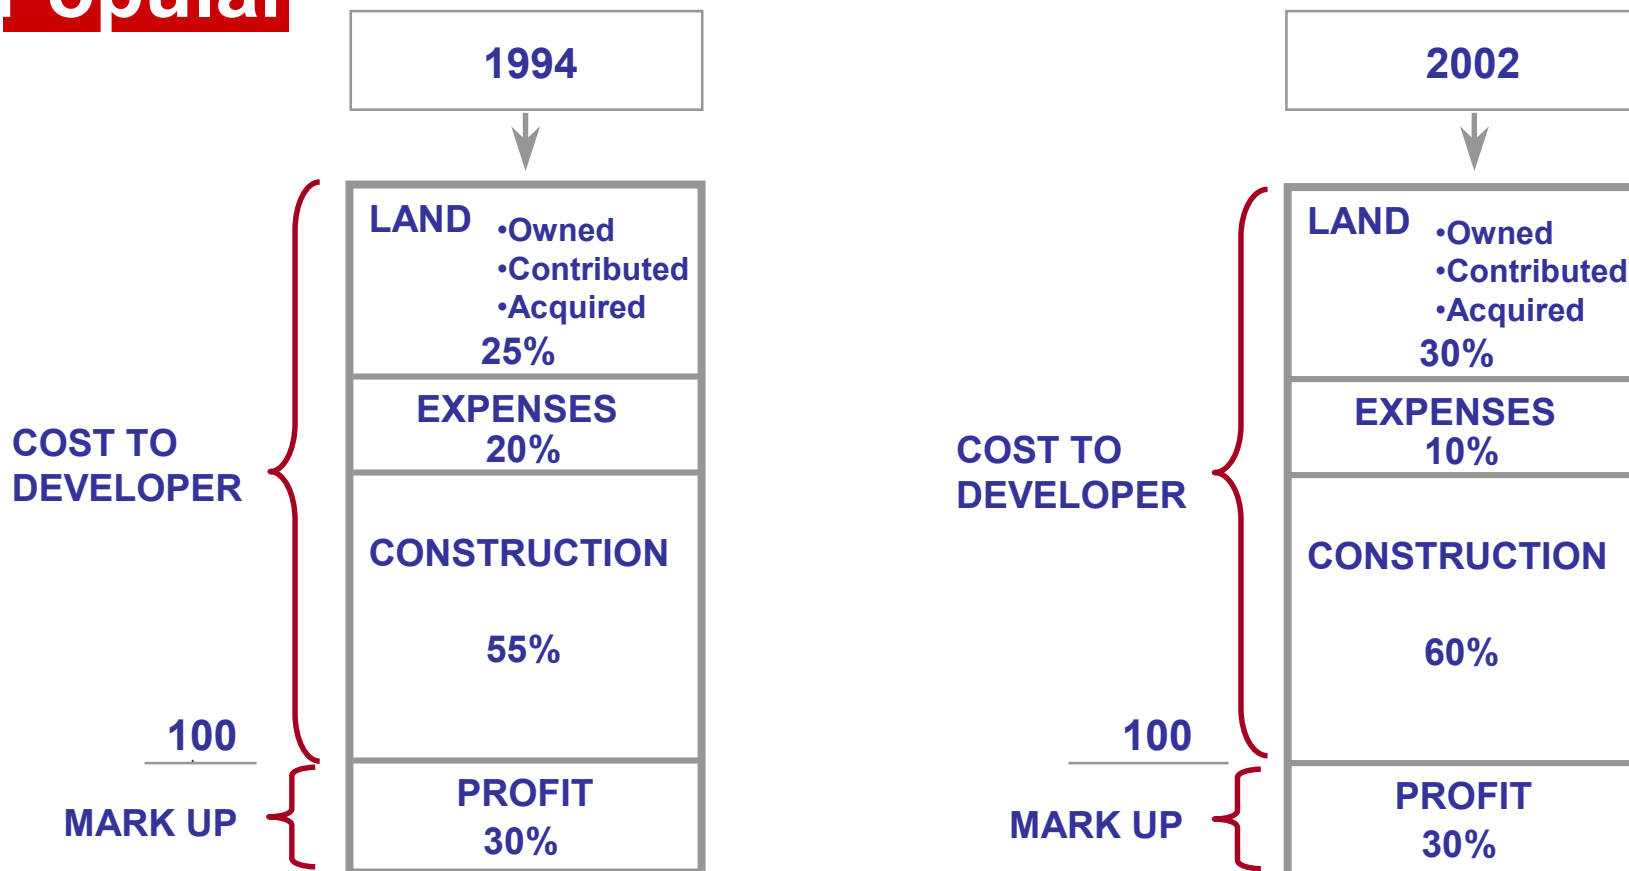 Popular
1994
LAND
•Owned
•Contributed
•Acquired
25%
EXPENSES
20%
COST TO
DEVELOPER
CONSTRUCTION
55%
100
PROFIT
MARK UP
30%
2002
LAND
•Owned
•Contributed
•Acquired
30%
EXPENSES
10%
COST TO
DEVELOPER
CONSTRUCTION
60%
100
PROFIT
MARK UP
30%